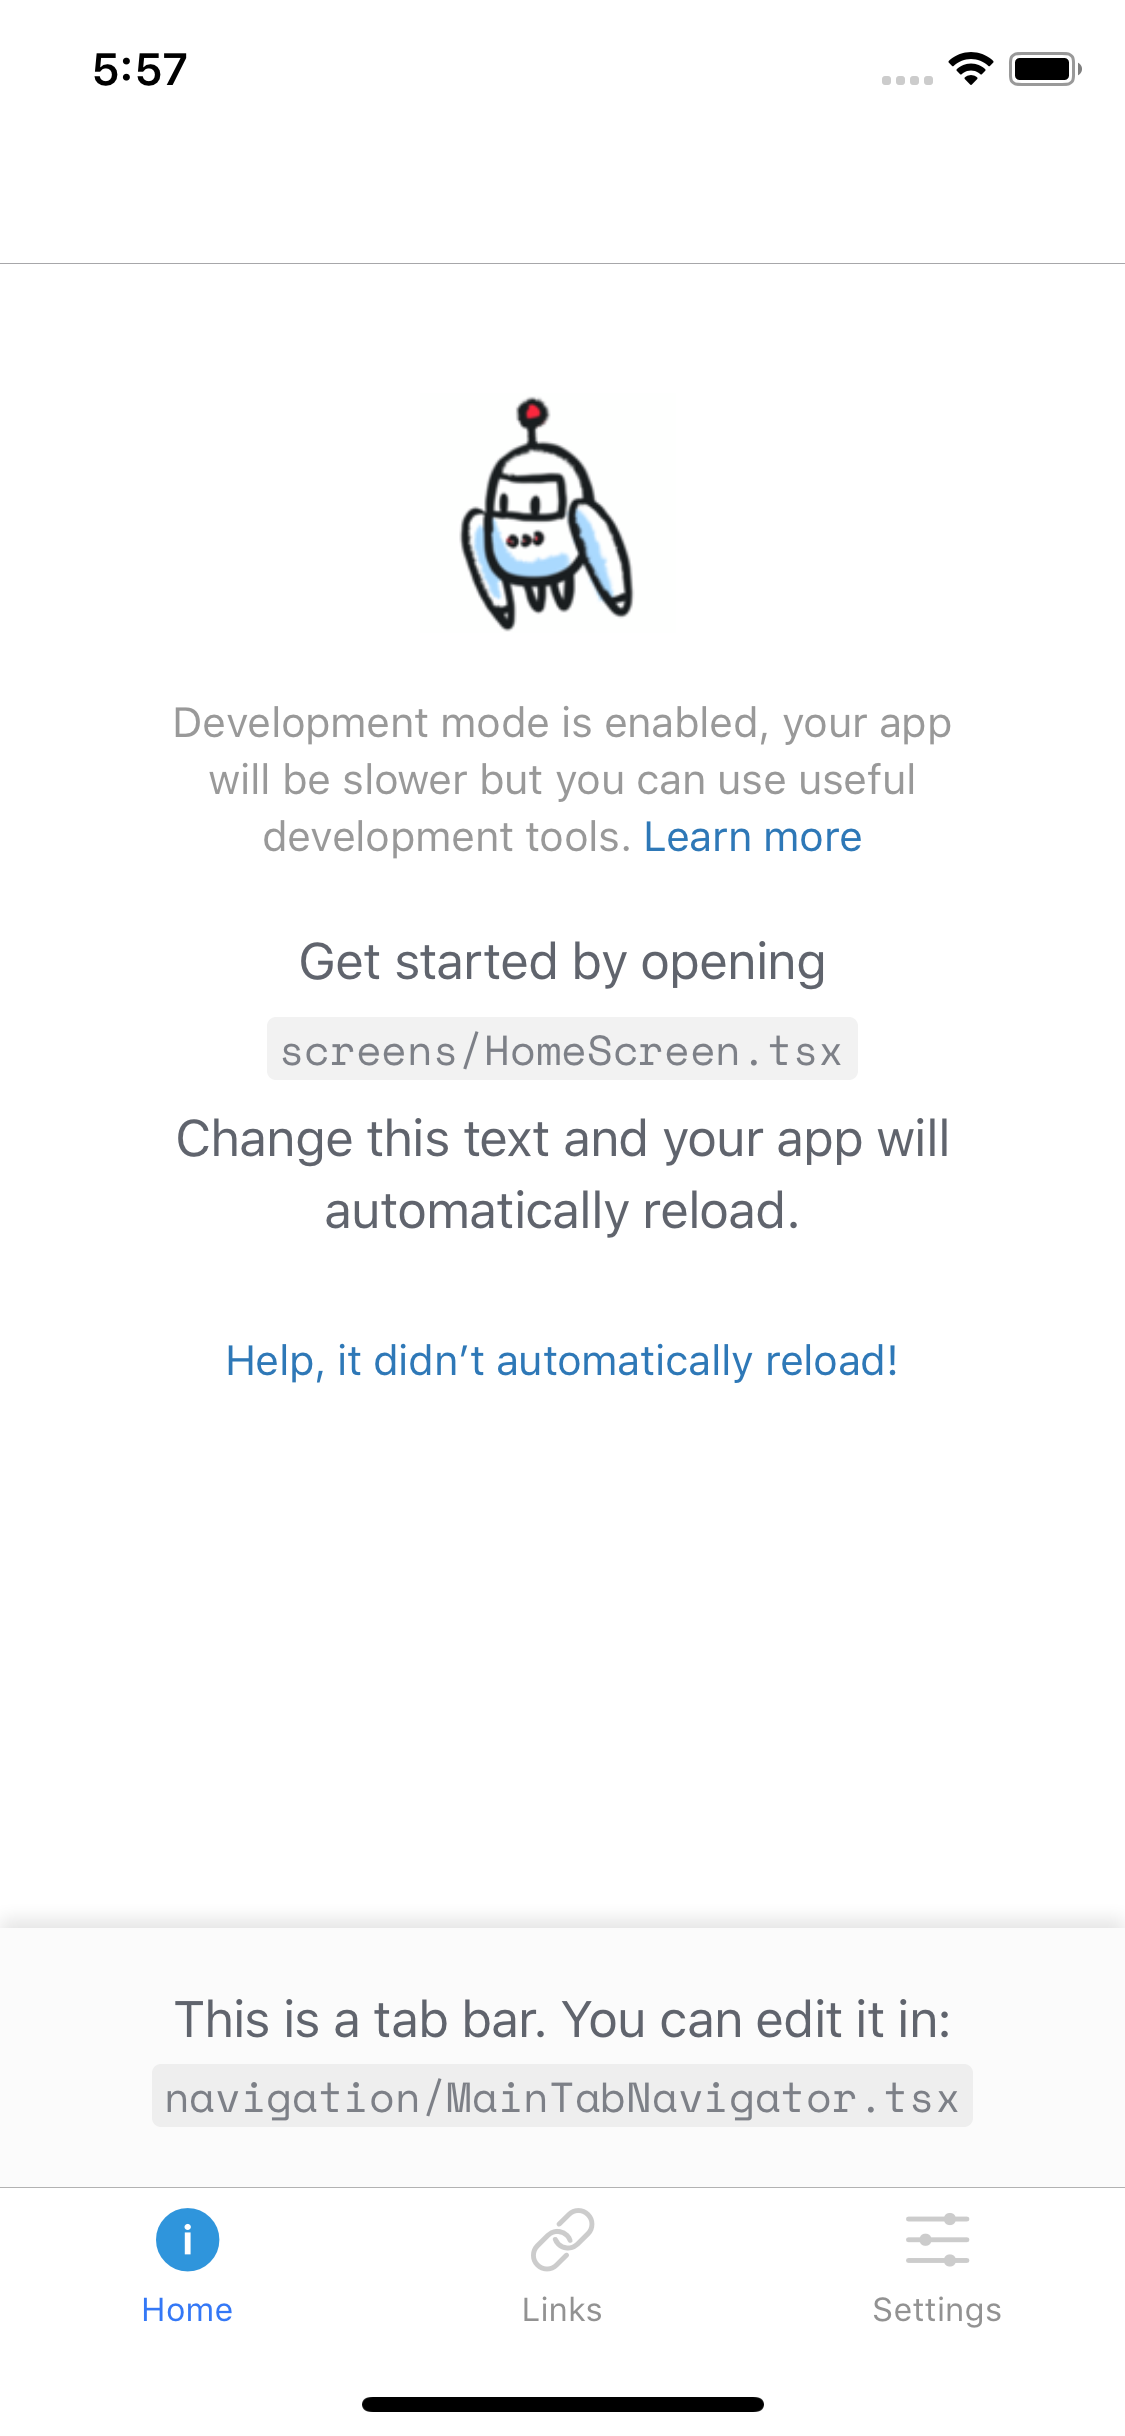 5:57
Development mode is enabled, your app
will be slower but you can use useful
development tools. Learn more
Get started by opening
screens/HomeScreen.tsx
Change this text and your app will
automatically reload.
Help, it didn’t automatically reload!
This is a tab bar. You can edit it in:
navigation/MainTabNavigator.tsx
Home
Links
Settings